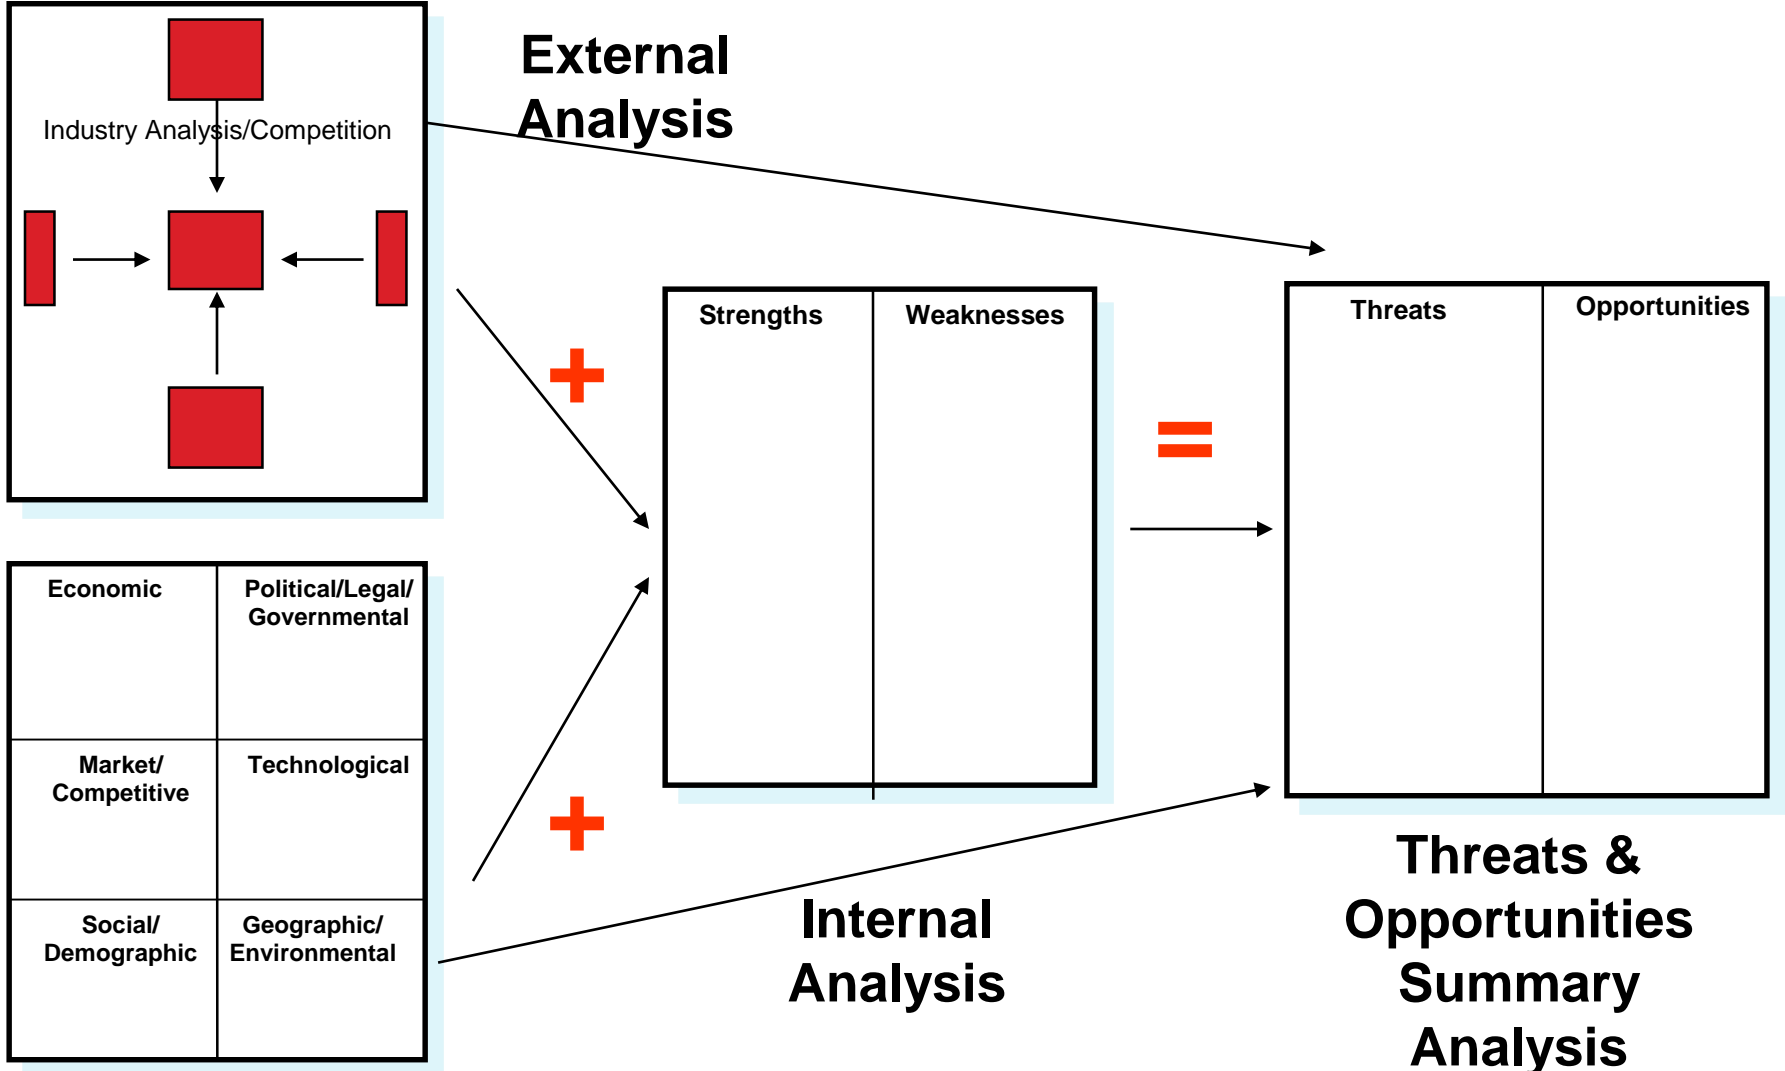 External
Analysis
Industry Analysis/Competition
Strengths
Weaknesses
Threats
Opportunities
+
=
Economic
Political/Legal/
Governmental
Market/
Competitive
Technological
+
Social/
Demographic
Geographic/
Environmental
Internal
Analysis
Threats &
Opportunities
Summary
Analysis